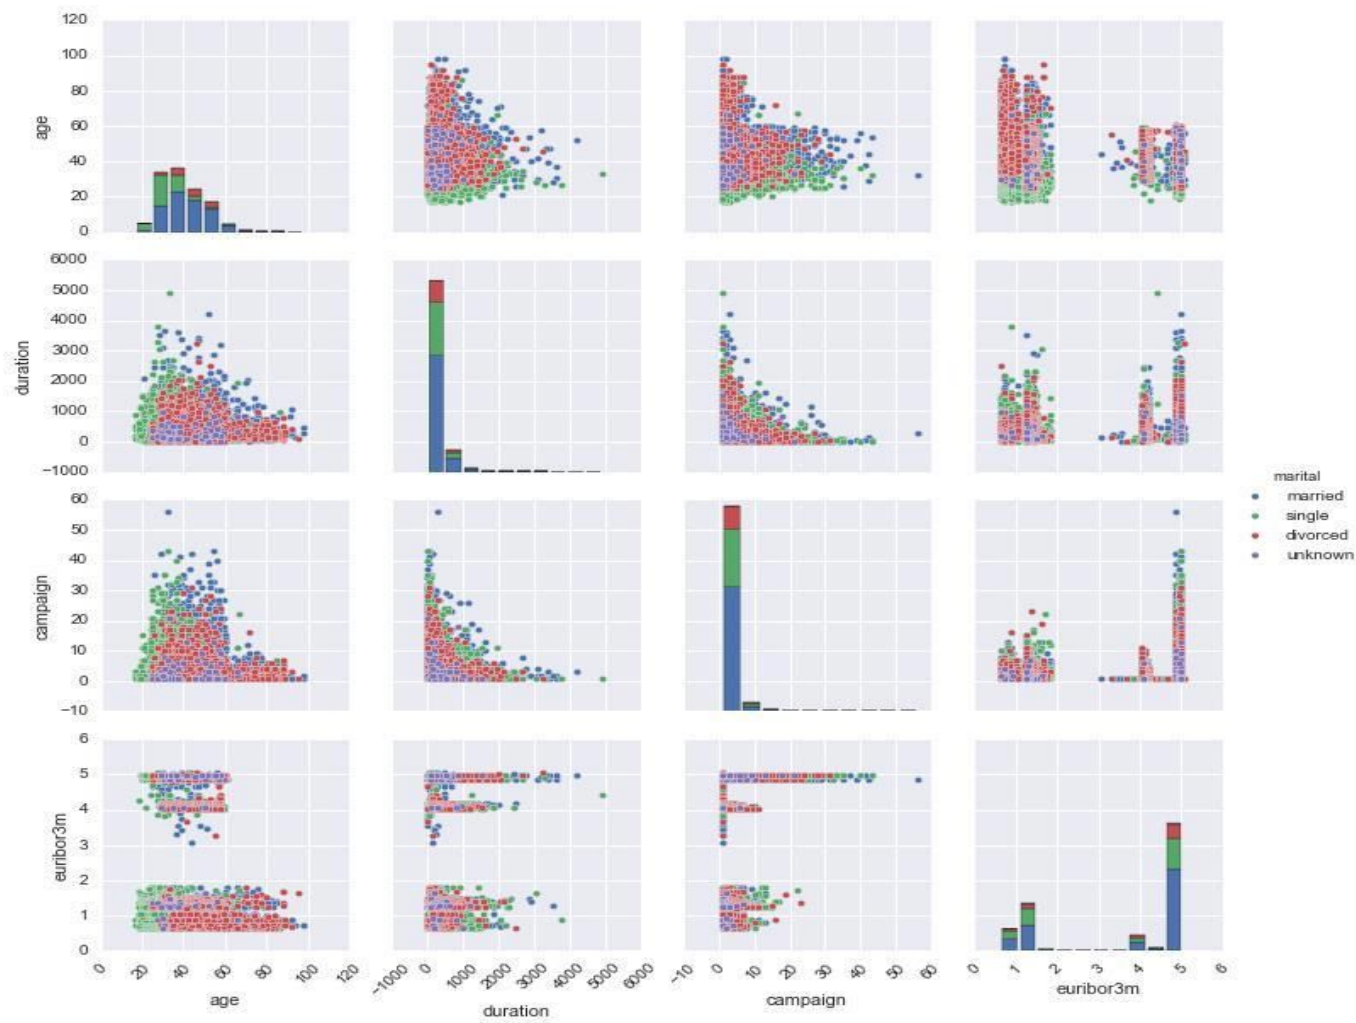 120
100
80
60
40
20
0
age
6000
5000
4000
3000
2000
1000
0
−1000
duration
60
50
40
30
20
10
0
−10
campaign
6
5
4
3
2
1
0
euribor3m
0 20 40 60 80 100 120
age
−1000 0 1000 2000 3000 4000 5000 6000
duration
−10 0 10 20 30 40 50 60
campaign
0 1 2 3 4 5 6
euribor3m
marital
married
single
divorced
unknown